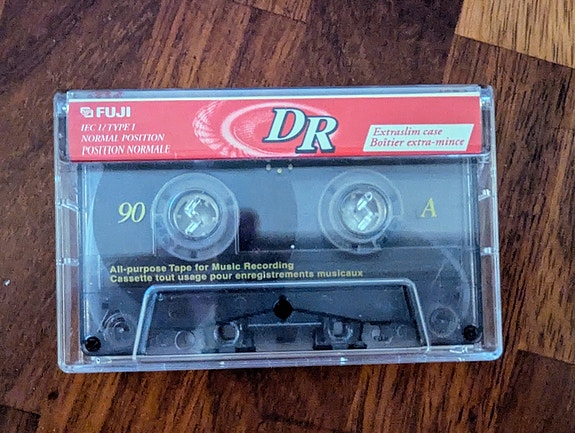 FUJI
IEC I/TYPE I
NORMAL POSITION
POSITION NORMALE
DR
Extraslim case
Boîtier extra-mince
90
A
All-purpose Tape for Music Recording
Cassette tout usage pour enregistrements musicaux